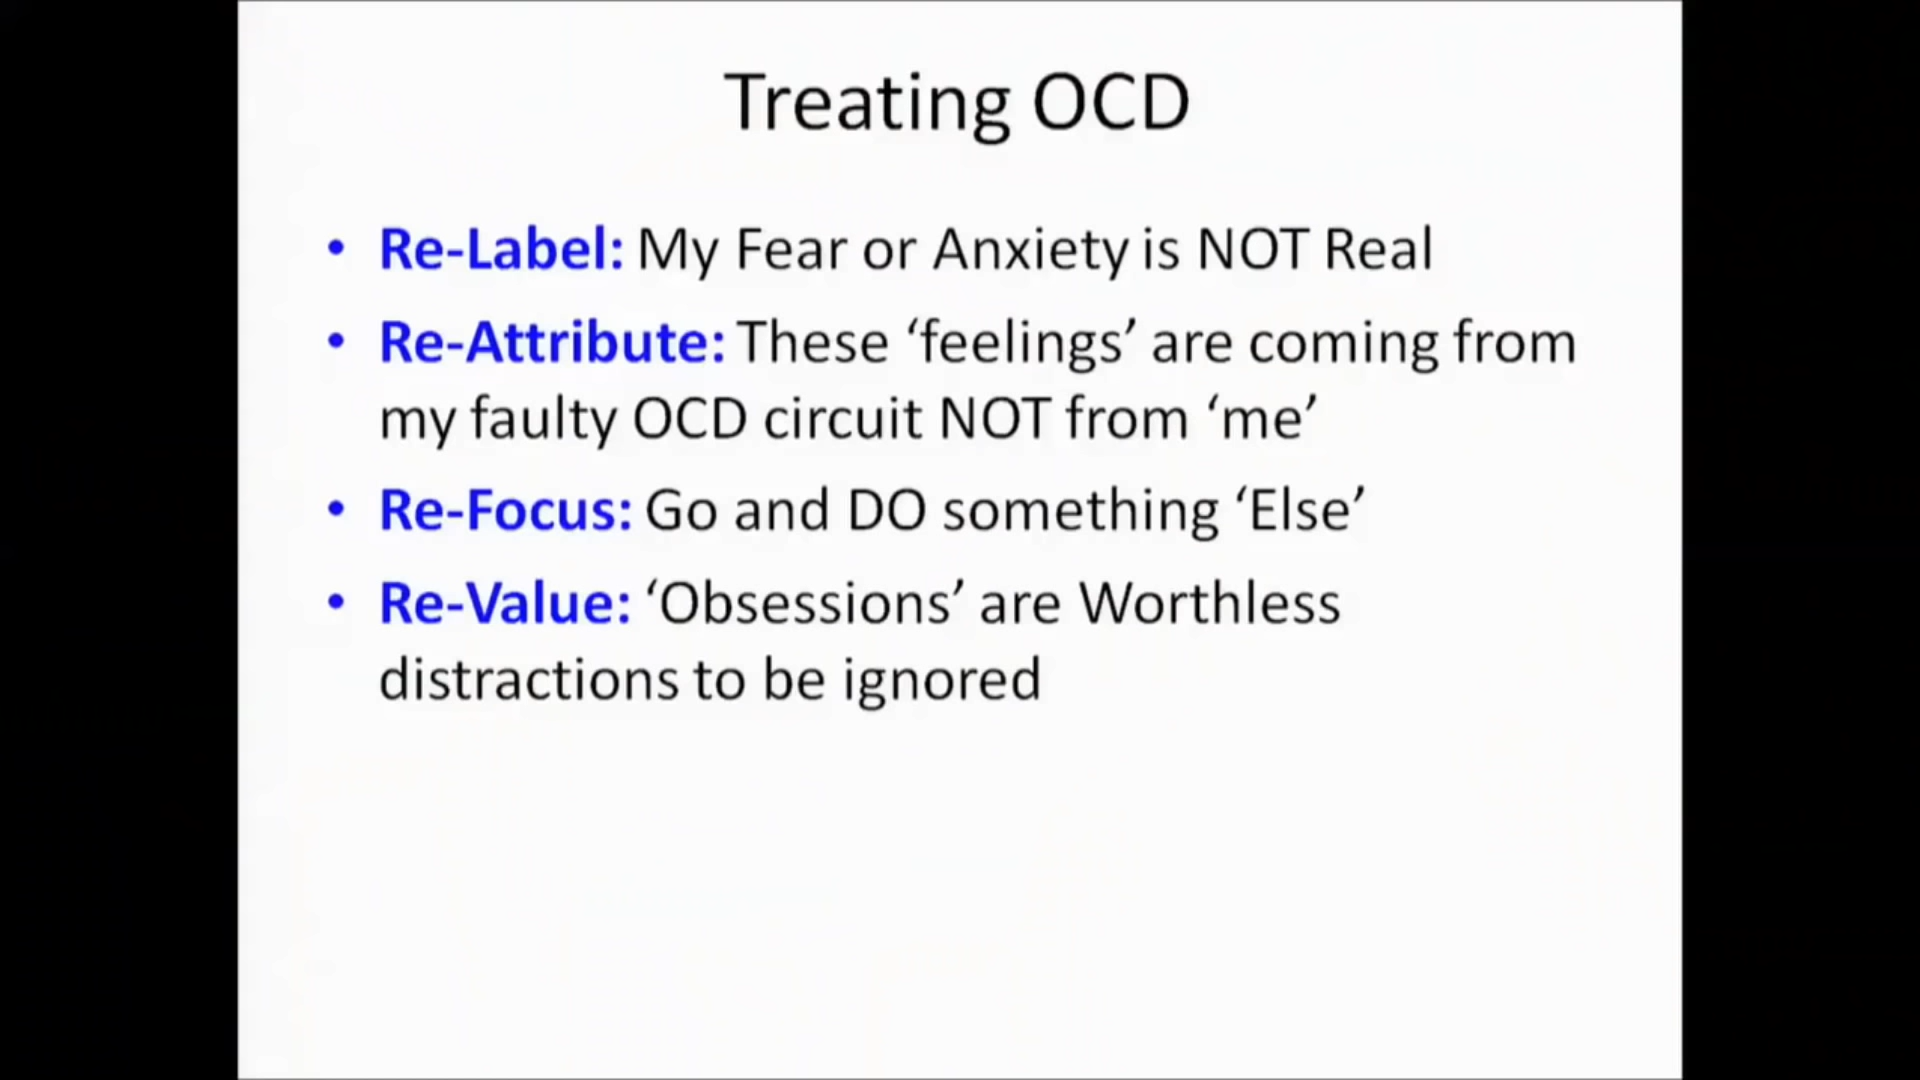 Treating OCD
• Re-Label: My Fear or Anxiety is NOT Real
• Re-Attribute: These ‘feelings’ are coming from
my faulty OCD circuit NOT from ‘me’
• Re-Focus: Go and DO something ‘Else’
• Re-Value: ‘Obsessions’ are Worthless
distractions to be ignored